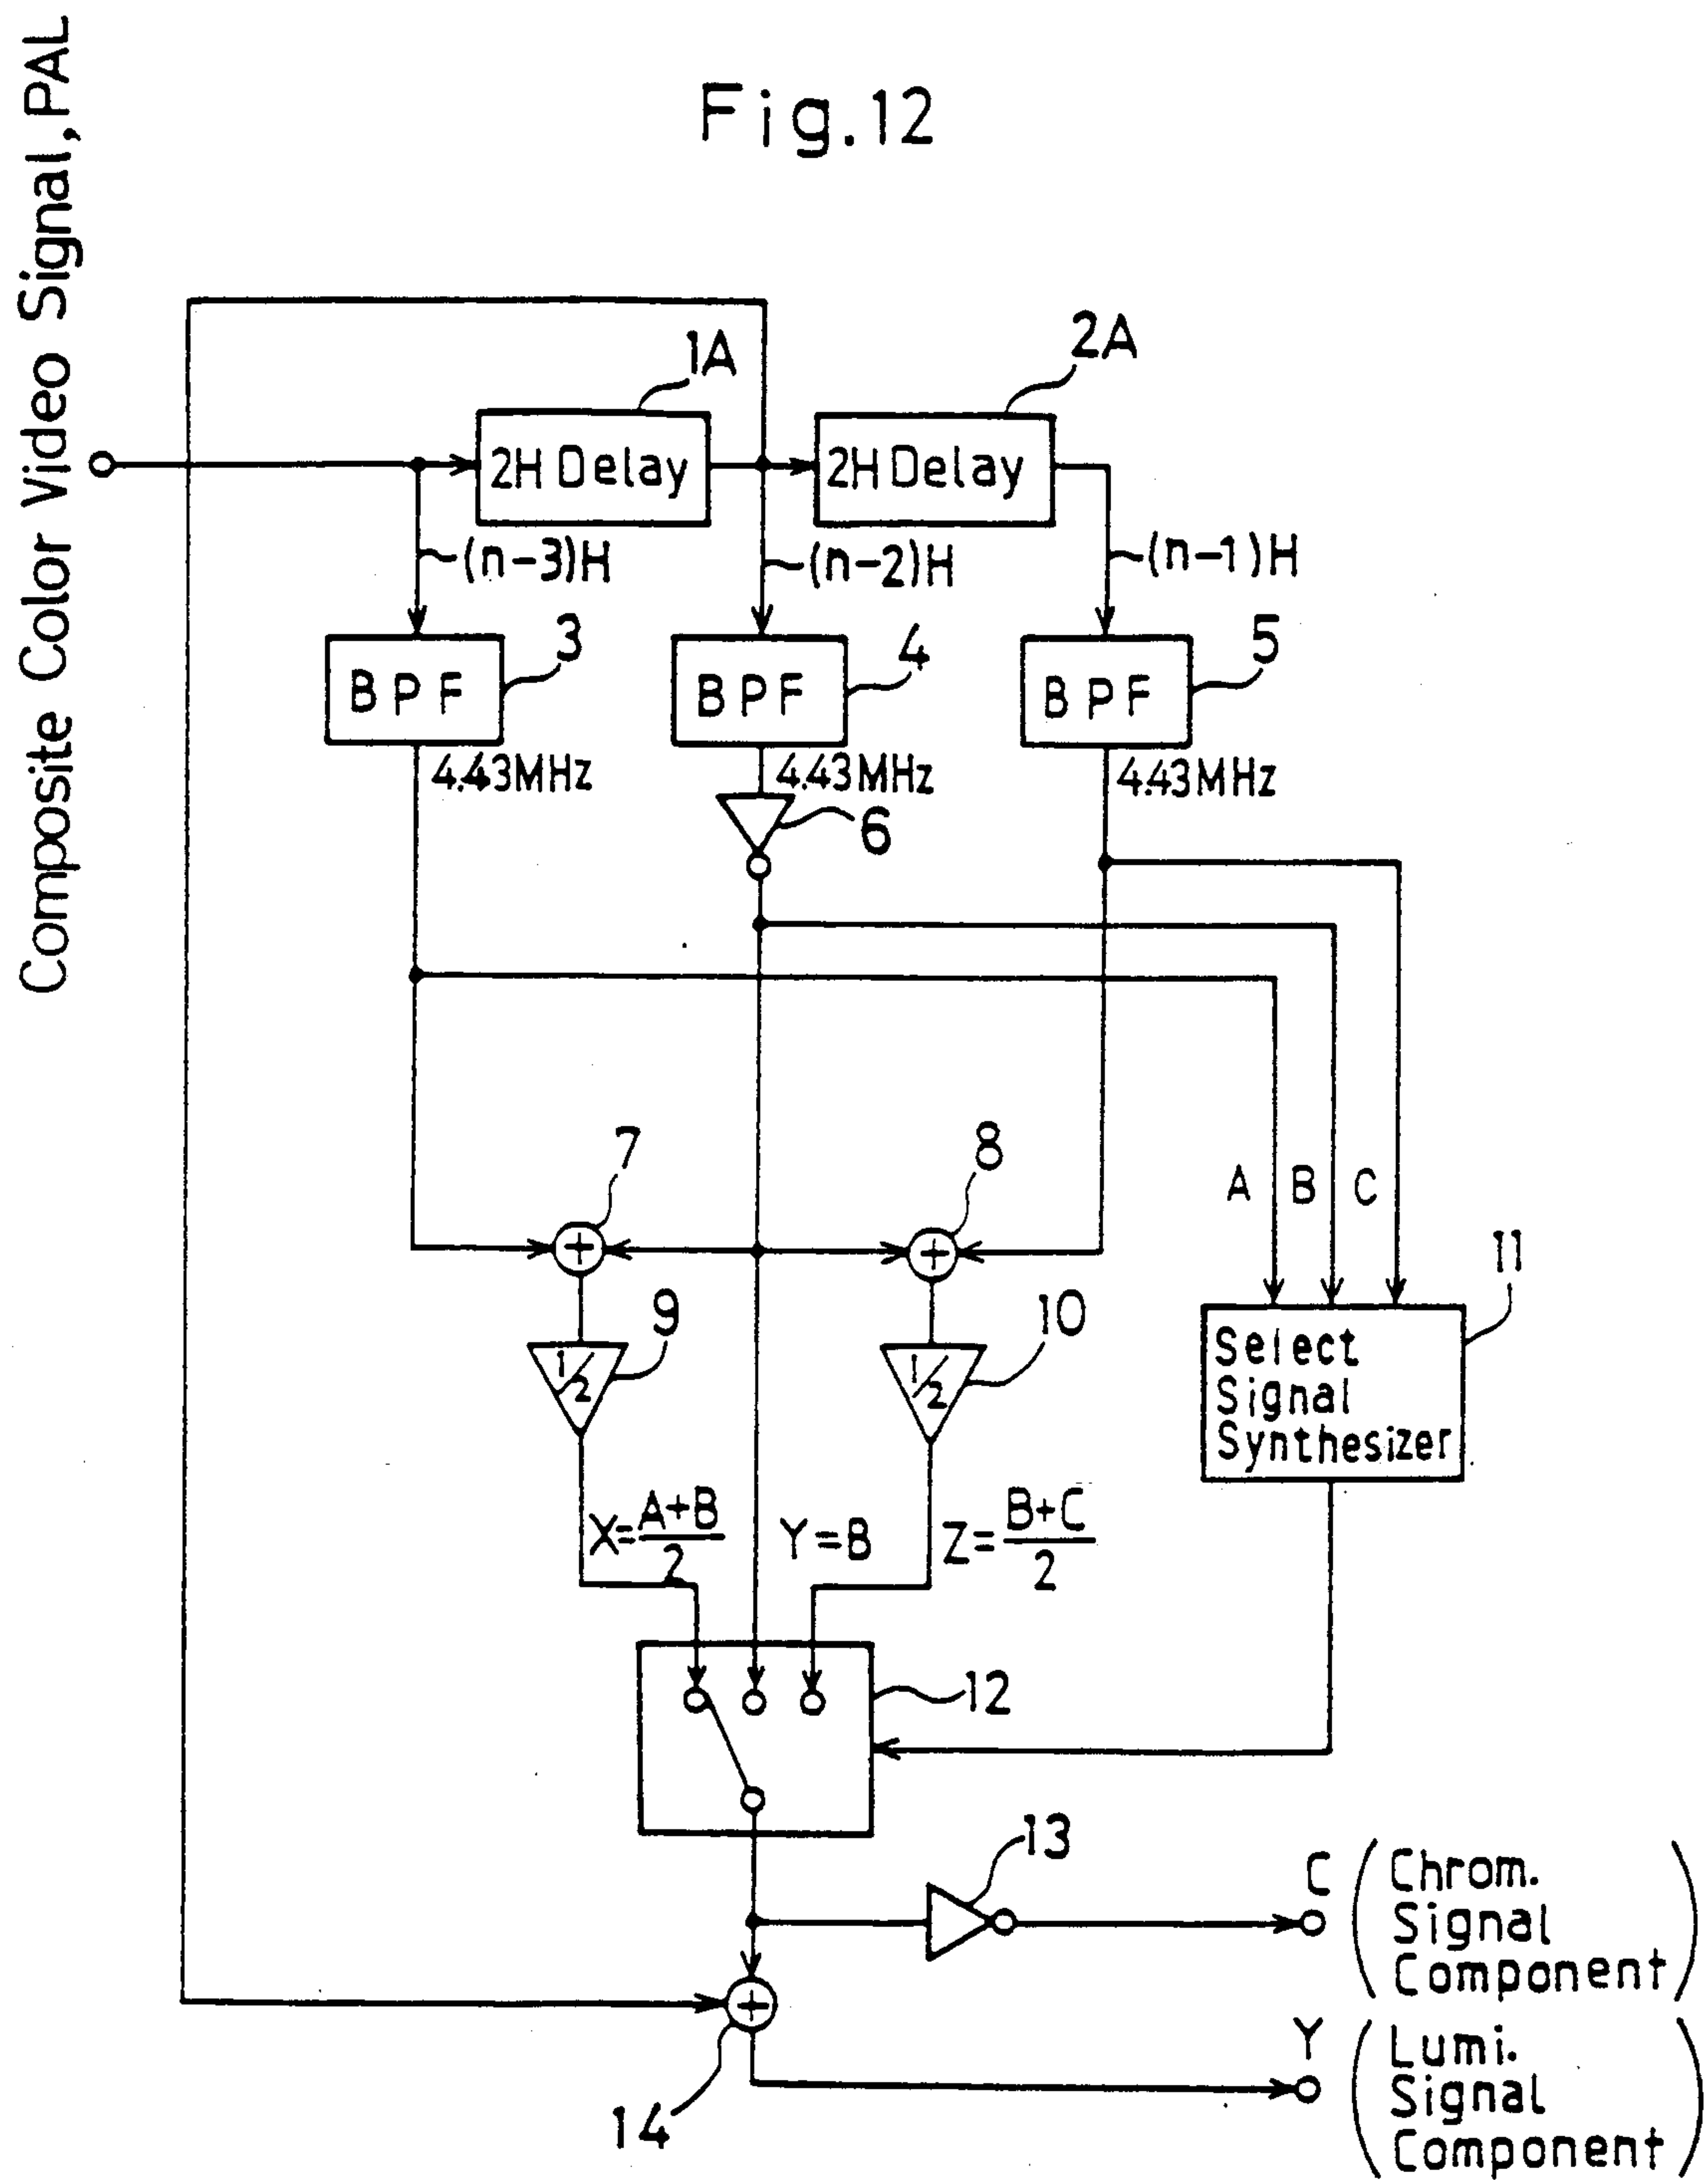 Composite Color Video Signal, PAL
Fig.12
1A
2A
2H Delay
2H Delay
(n-3)H
(n-2)H
(n-1)H
3
4
5
BPF
BPF
BPF
4.43MHz
4.43MHz
4.43MHz
6
7
8
A
B
C
11
9
10
1/2
1/2
Select
Signal
Synthesizer
X=A+B/2
Y=B
Z=B+C/2
12
13
C
(Chrom.
Signal
Component)
14
Y
(Lumi.
Signal
Component)